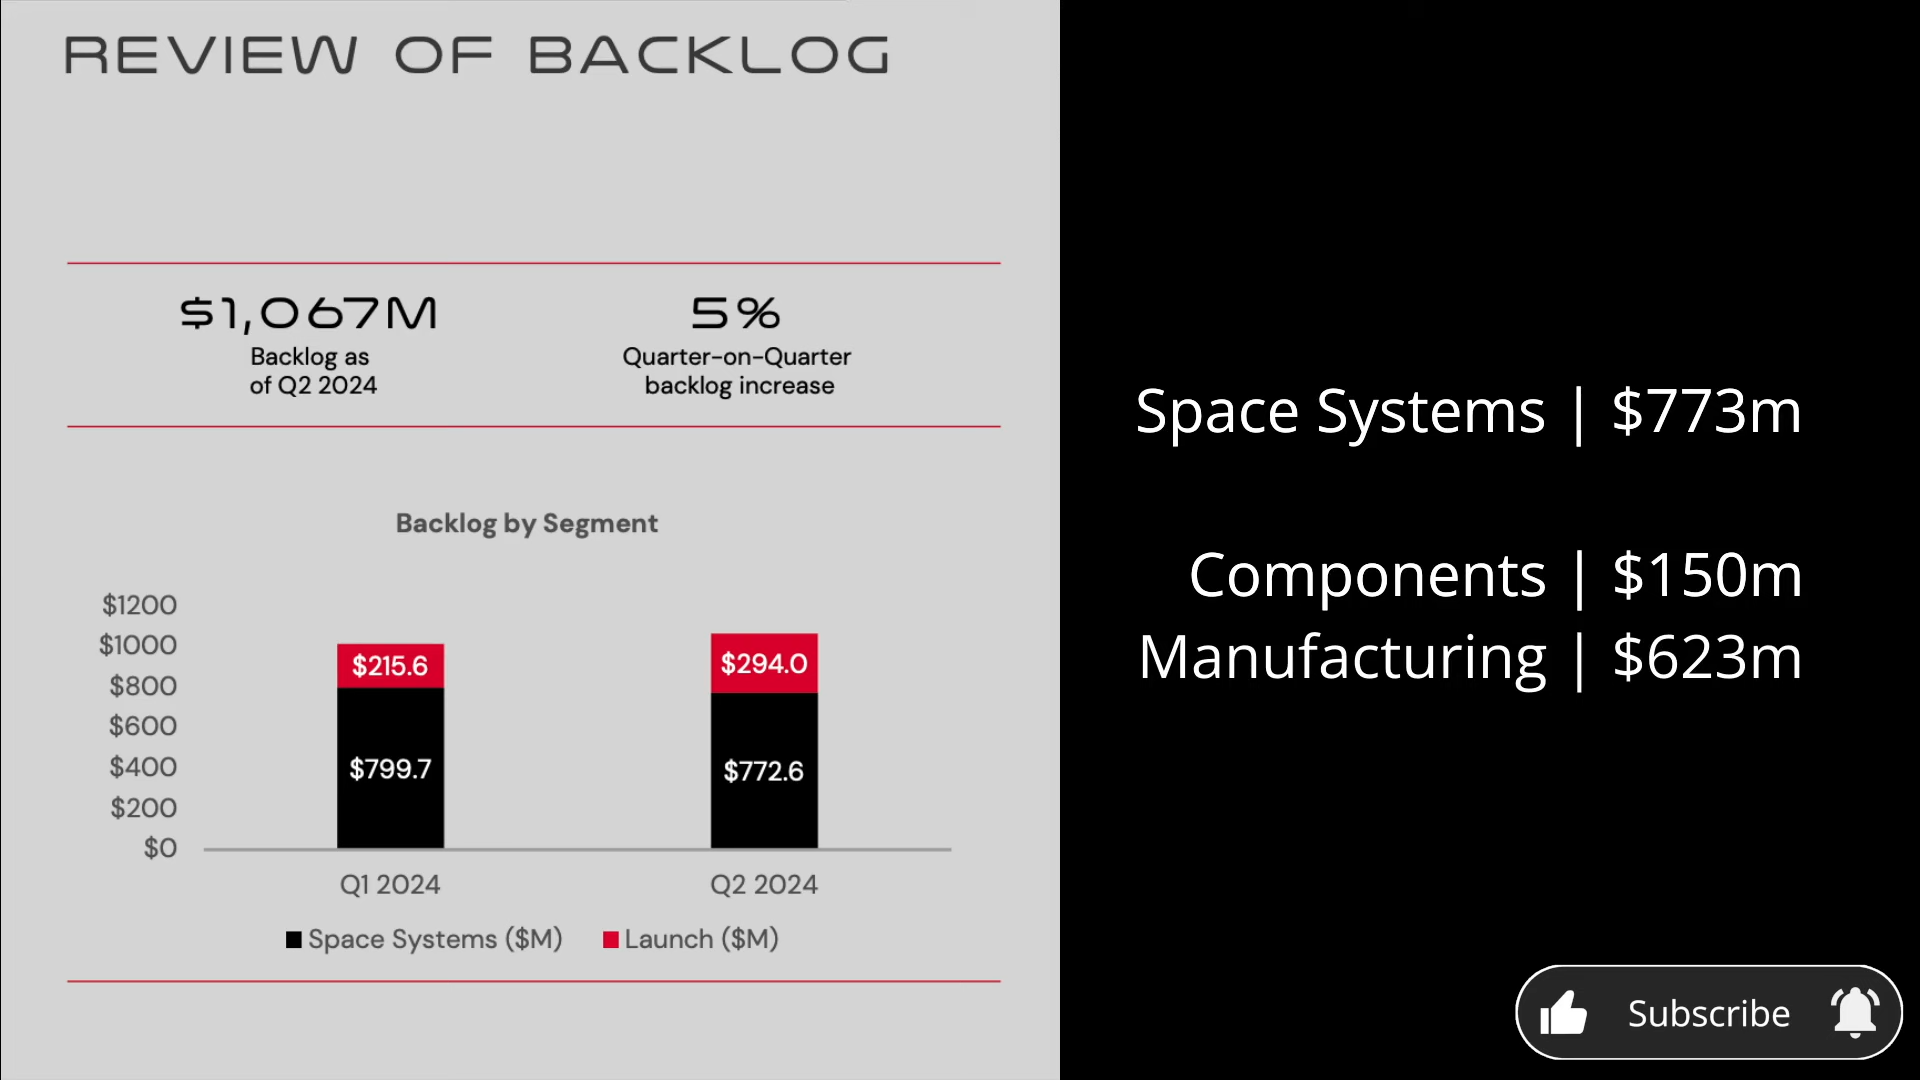 REVIEW OF BACKLOG
$1,067M
Backlog as
of Q2 2024
5%
Quarter-on-Quarter
backlog increase
Backlog by Segment
$1200
$1000
$800
$600
$400
$200
$0
$215.6
$799.7
$294.0
$772.6
Q1 2024
Q2 2024
Space Systems ($M)
Launch ($M)
Space Systems | $773m
Components | $150m
Manufacturing | $623m
Subscribe